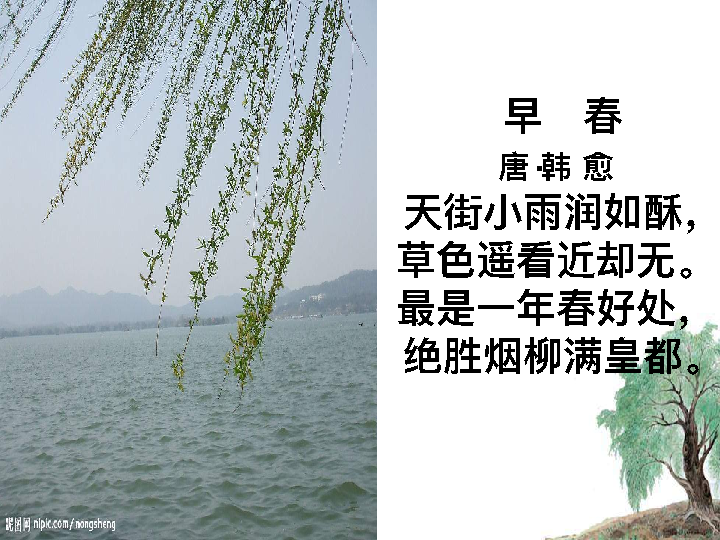 早 春
唐·韩 愈
天街小雨润如酥，
草色遥看近却无。
最是一年春好处，
绝胜烟柳满皇都。
昵图网 nipic.com/nongsheng